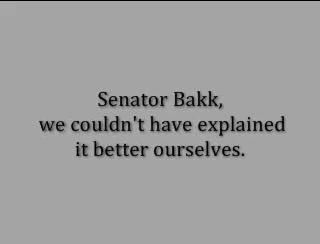 Senator Bakk,
we couldn't have explained
it better ourselves.